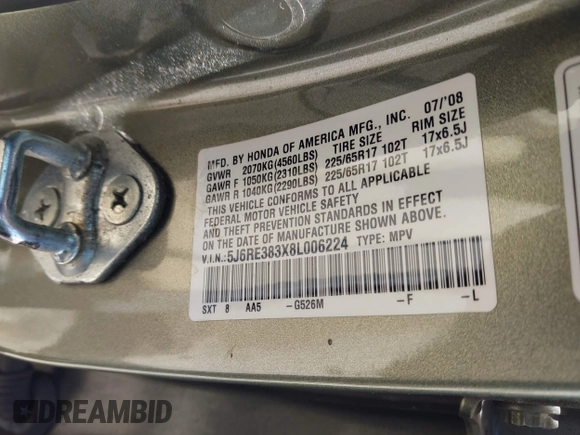 MFD. BY HONDA OF AMERICA MFG., INC. 07/'08
GVWR 2070KG(4560LBS) TIRE SIZE RIM SIZE
GAWR F 1050KG(2310LBS) 225/65R17 102T 17x6.5J
GAWR R 1040KG(2290LBS) 225/65R17 102T 17x6.5J
THIS VEHICLE CONFORMS TO ALL APPLICABLE
FEDERAL MOTOR VEHICLE SAFETY
AND THEFT PREVENTION STANDARDS IN EFFECT
ON THE DATE OF MANUFACTURE SHOWN ABOVE.
V.I.N.:5J6RE383X8L006224 TYPE: MPV
SXT 8 AA5 -G526M -F -L
DREAMBID